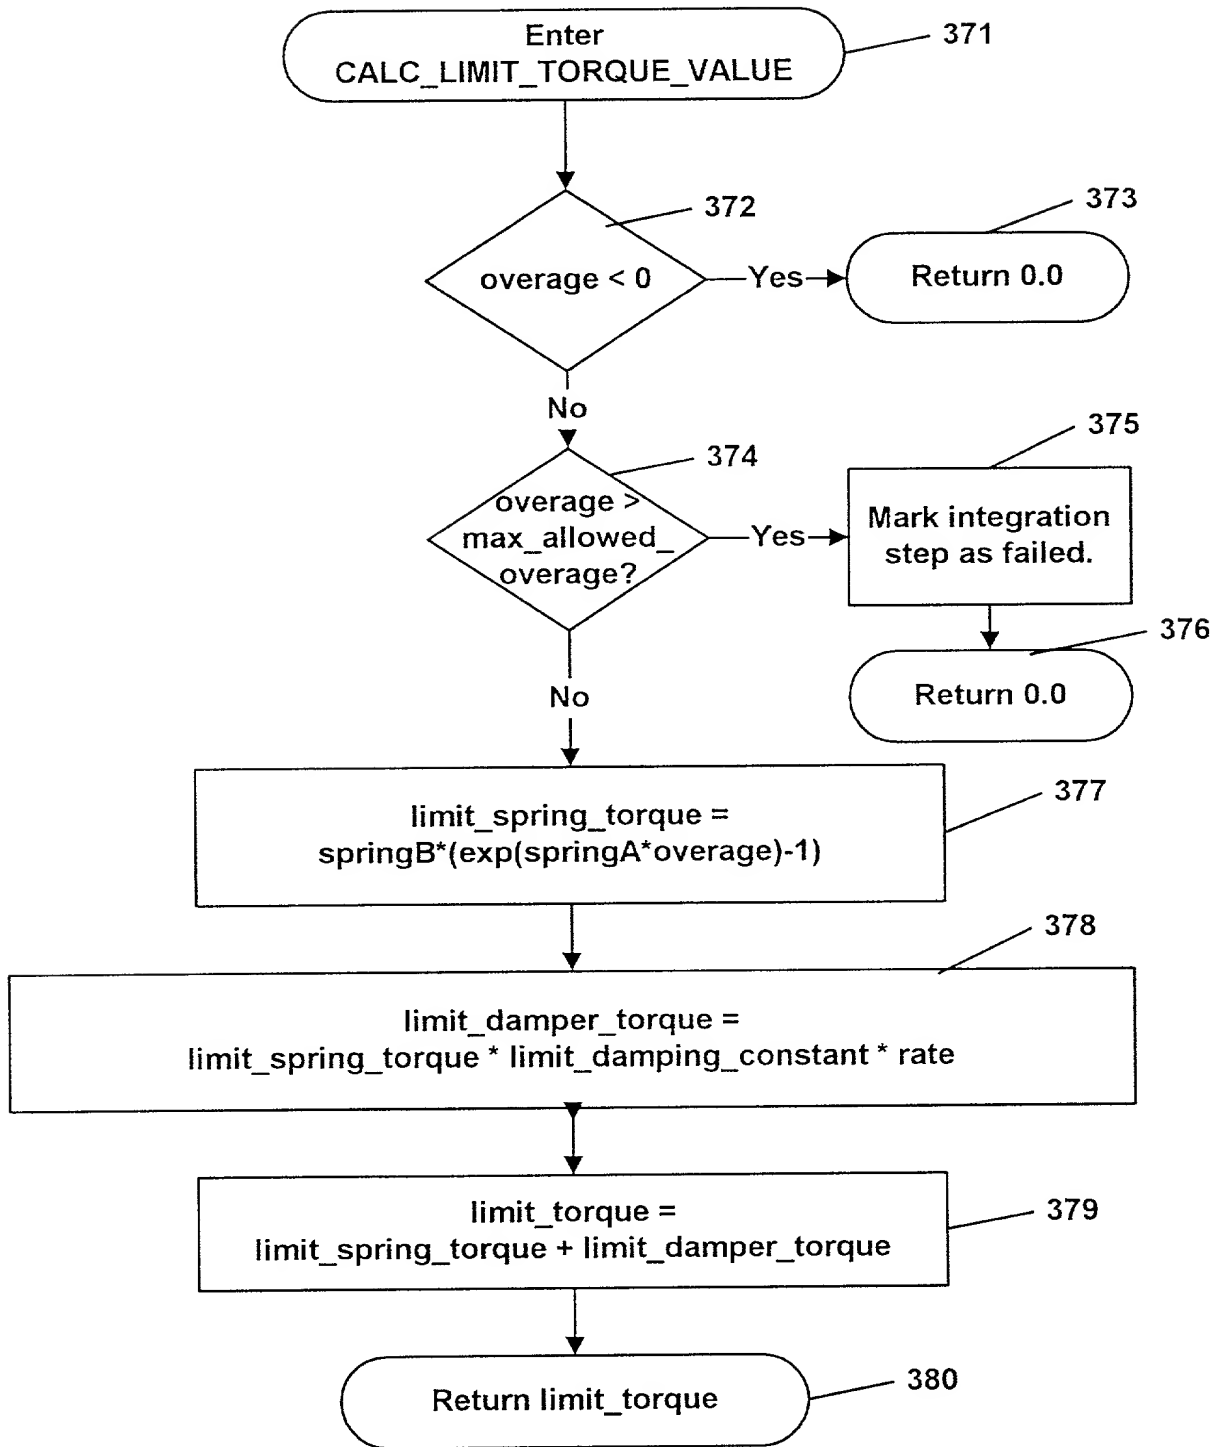 Enter
CALC_LIMIT_TORQUE_VALUE
371
372
overage < 0
Yes
373
Return 0.0
No
374
overage >
max_allowed_
overage?
Yes
375
Mark integration
step as failed.
376
Return 0.0
No
377
limit_spring_torque =
springB*(exp(springA*overage)-1)
378
limit_damper_torque =
limit_spring_torque * limit_damping_constant * rate
379
limit_torque =
limit_spring_torque + limit_damper_torque
Return limit_torque
380